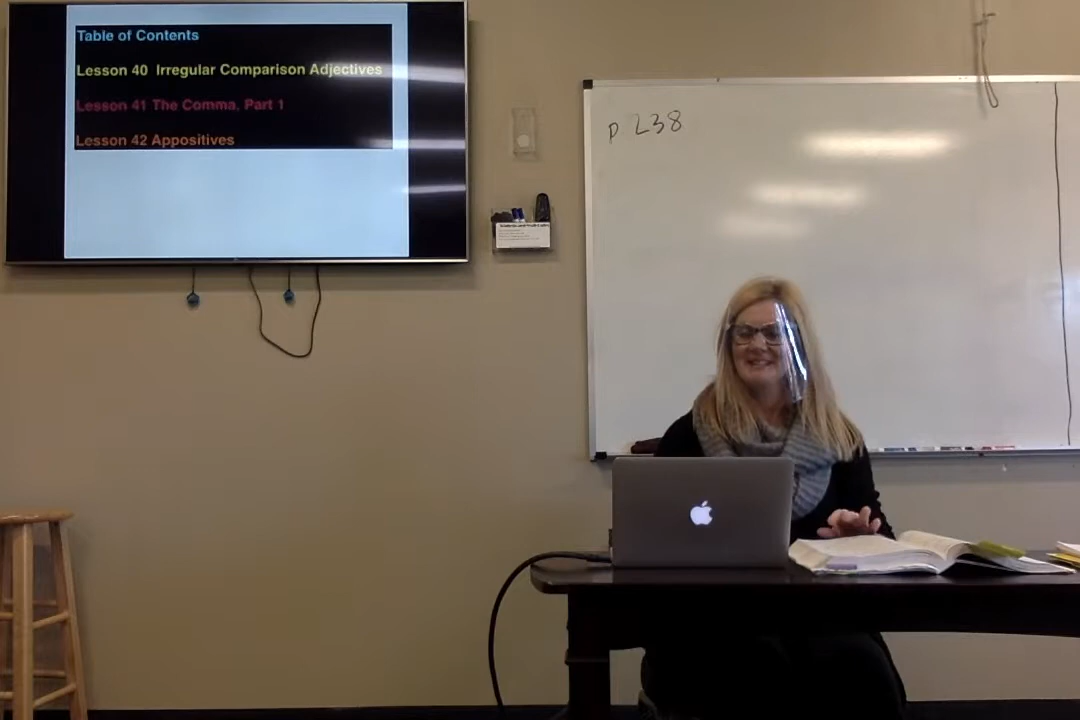 Table of Contents
Lesson 40 Irregular Comparison Adjectives
Lesson 41 The Comma, Part 1
Lesson 42 Appositives
p 238